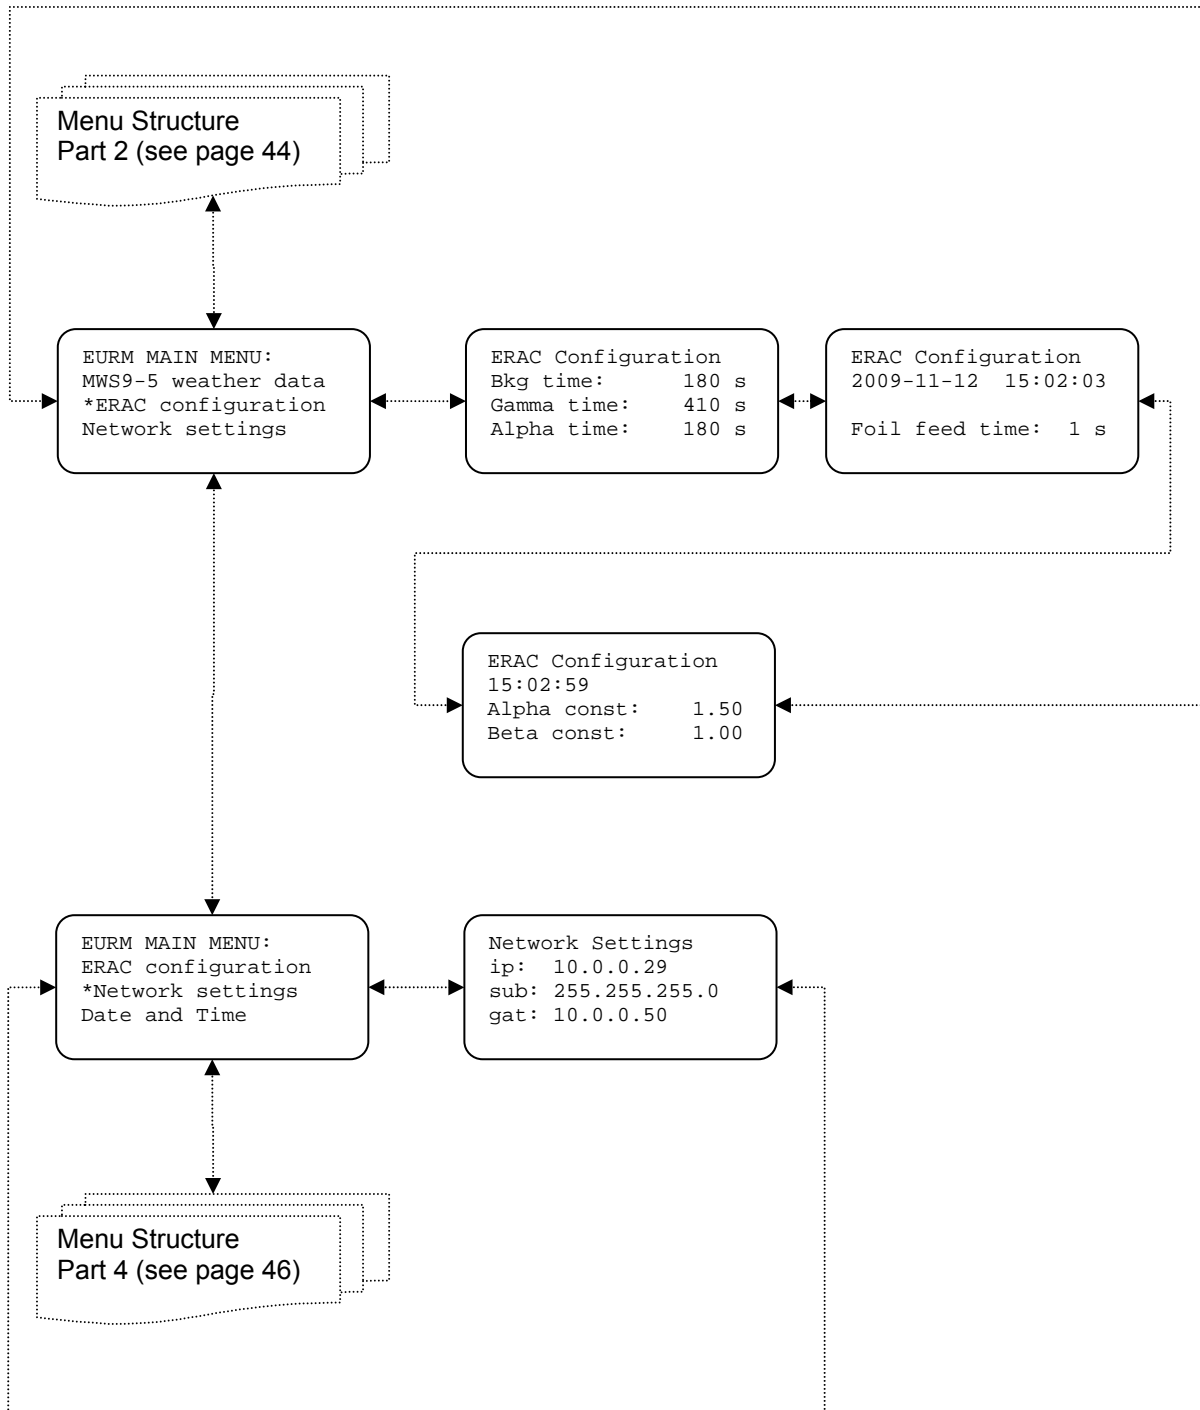 Menu Structure
Part 2 (see page 44)
EURM MAIN MENU:
MWS9-5 weather data
*ERAC configuration
Network settings
ERAC Configuration
Bkg time: 180 s
Gamma time: 410 s
Alpha time: 180 s
ERAC Configuration
2009-11-12 15:02:03
Foil feed time: 1 s
ERAC Configuration
15:02:59
Alpha const: 1.50
Beta const: 1.00
EURM MAIN MENU:
ERAC configuration
*Network settings
Date and Time
Network Settings
ip: 10.0.0.29
sub: 255.255.255.0
gat: 10.0.0.50
Menu Structure
Part 4 (see page 46)